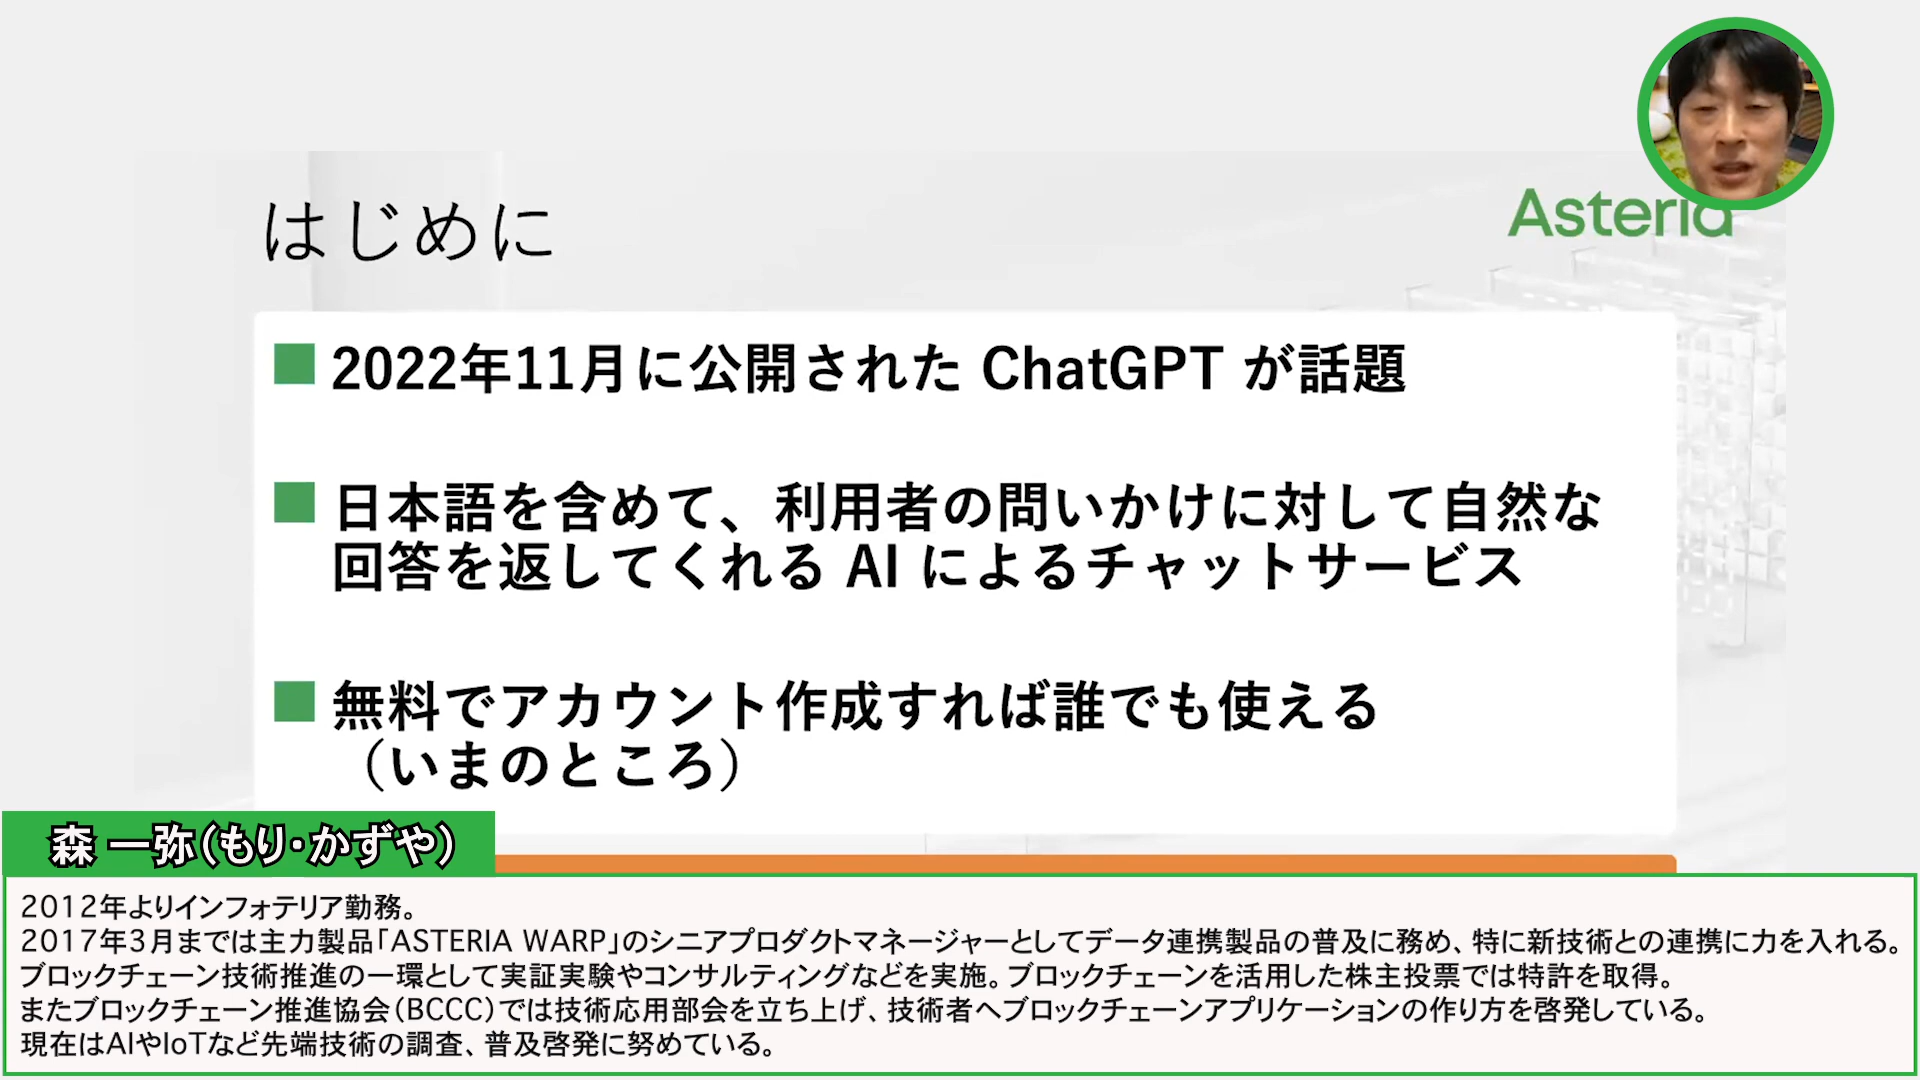 はじめに
Asteria
■ 2022年11月に公開された ChatGPT が話題
■ 日本語を含めて、利用者の問いかけに対して自然な
回答を返してくれる AI によるチャットサービス
■ 無料でアカウント作成すれば誰でも使える
（いまのところ）
森 一弥（もり・かずや）
2012年よりインフォテリア勤務。
2017年3月までは主力製品「ASTERIA WARP」のシニアプロダクトマネージャーとしてデータ連携製品の普及に務め、特に新技術との連携に力を入れる。
ブロックチェーン技術推進の一環として実証実験やコンサルティングなどを実施。ブロックチェーンを活用した株主投票では特許を取得。
またブロックチェーン推進協会（BCCC）では技術応用部会を立ち上げ、技術者へブロックチェーンアプリケーションの作り方を啓発している。
現在はAIやIoTなど先端技術の調査、普及啓発に努めている。